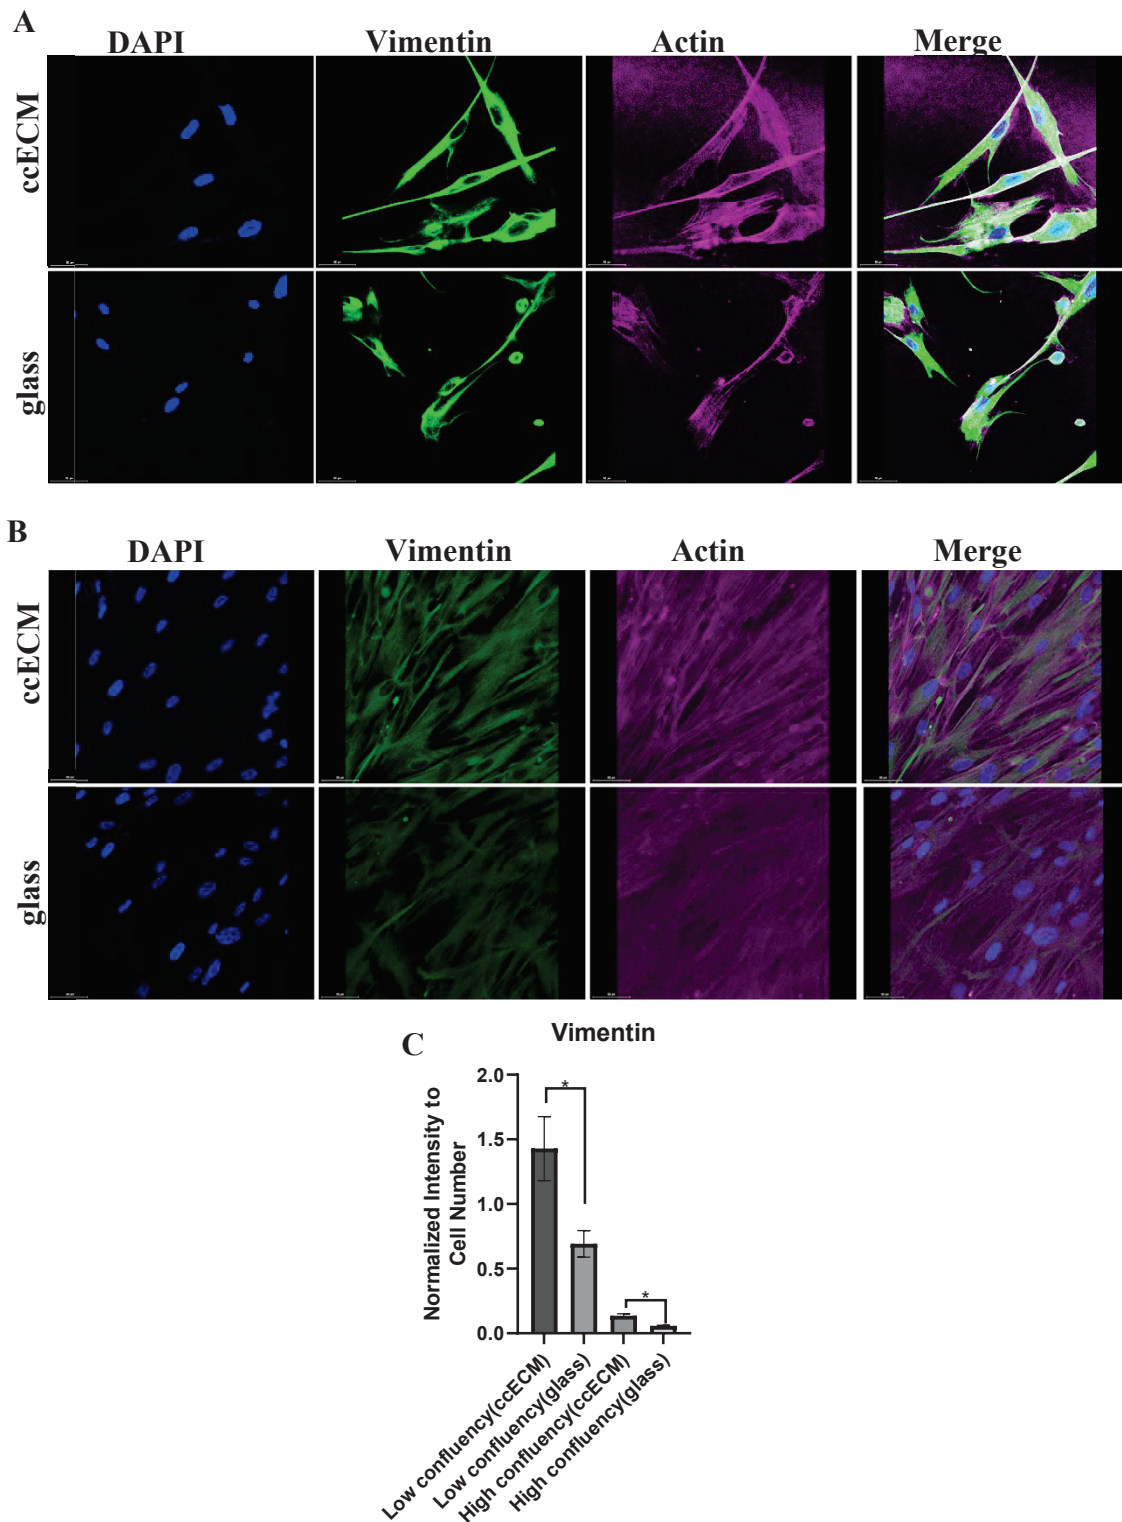 A
DAPI Vimentin Actin Merge
ccECM
glass
B
DAPI Vimentin Actin Merge
ccECM
glass
C
Vimentin
Normalized Intensity to
Cell Number
2.0
1.5
1.0
0.5
0.0
*
*
Low confluency(ccECM)
Low confluency(glass)
High confluency(ccECM)
High confluency(glass)